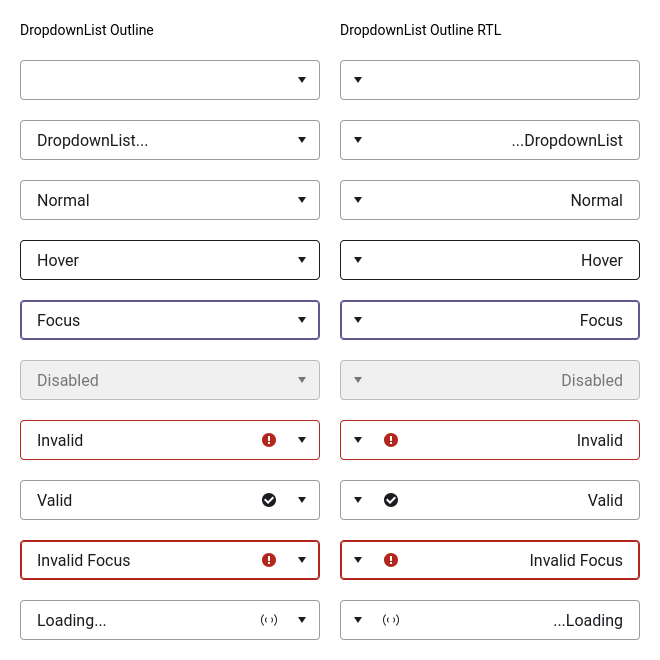 DropdownList Outline
DropdownList Outline RTL
DropdownList...
...DropdownList
Normal
Normal
Hover
Hover
Focus
Focus
Disabled
Disabled
Invalid
Invalid
Valid
Valid
Invalid Focus
Invalid Focus
Loading...
...Loading